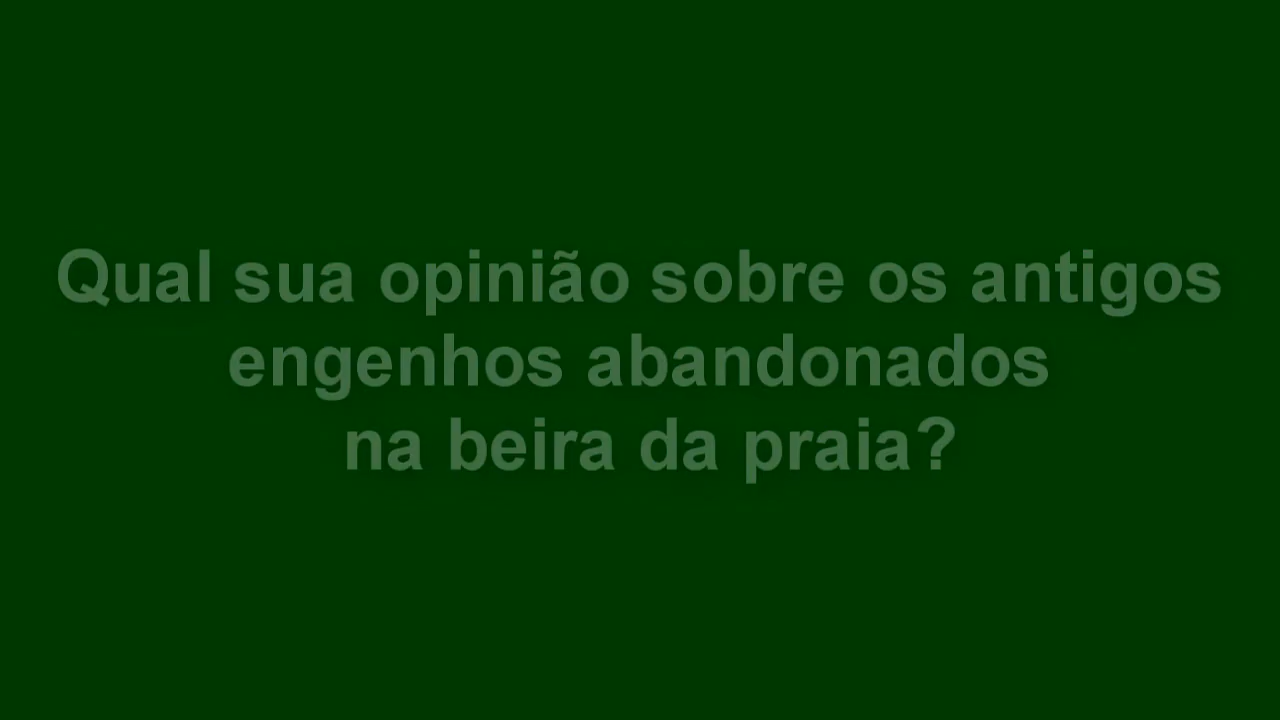 Qual sua opinião sobre os antigos
engenhos abandonados
na beira da praia?